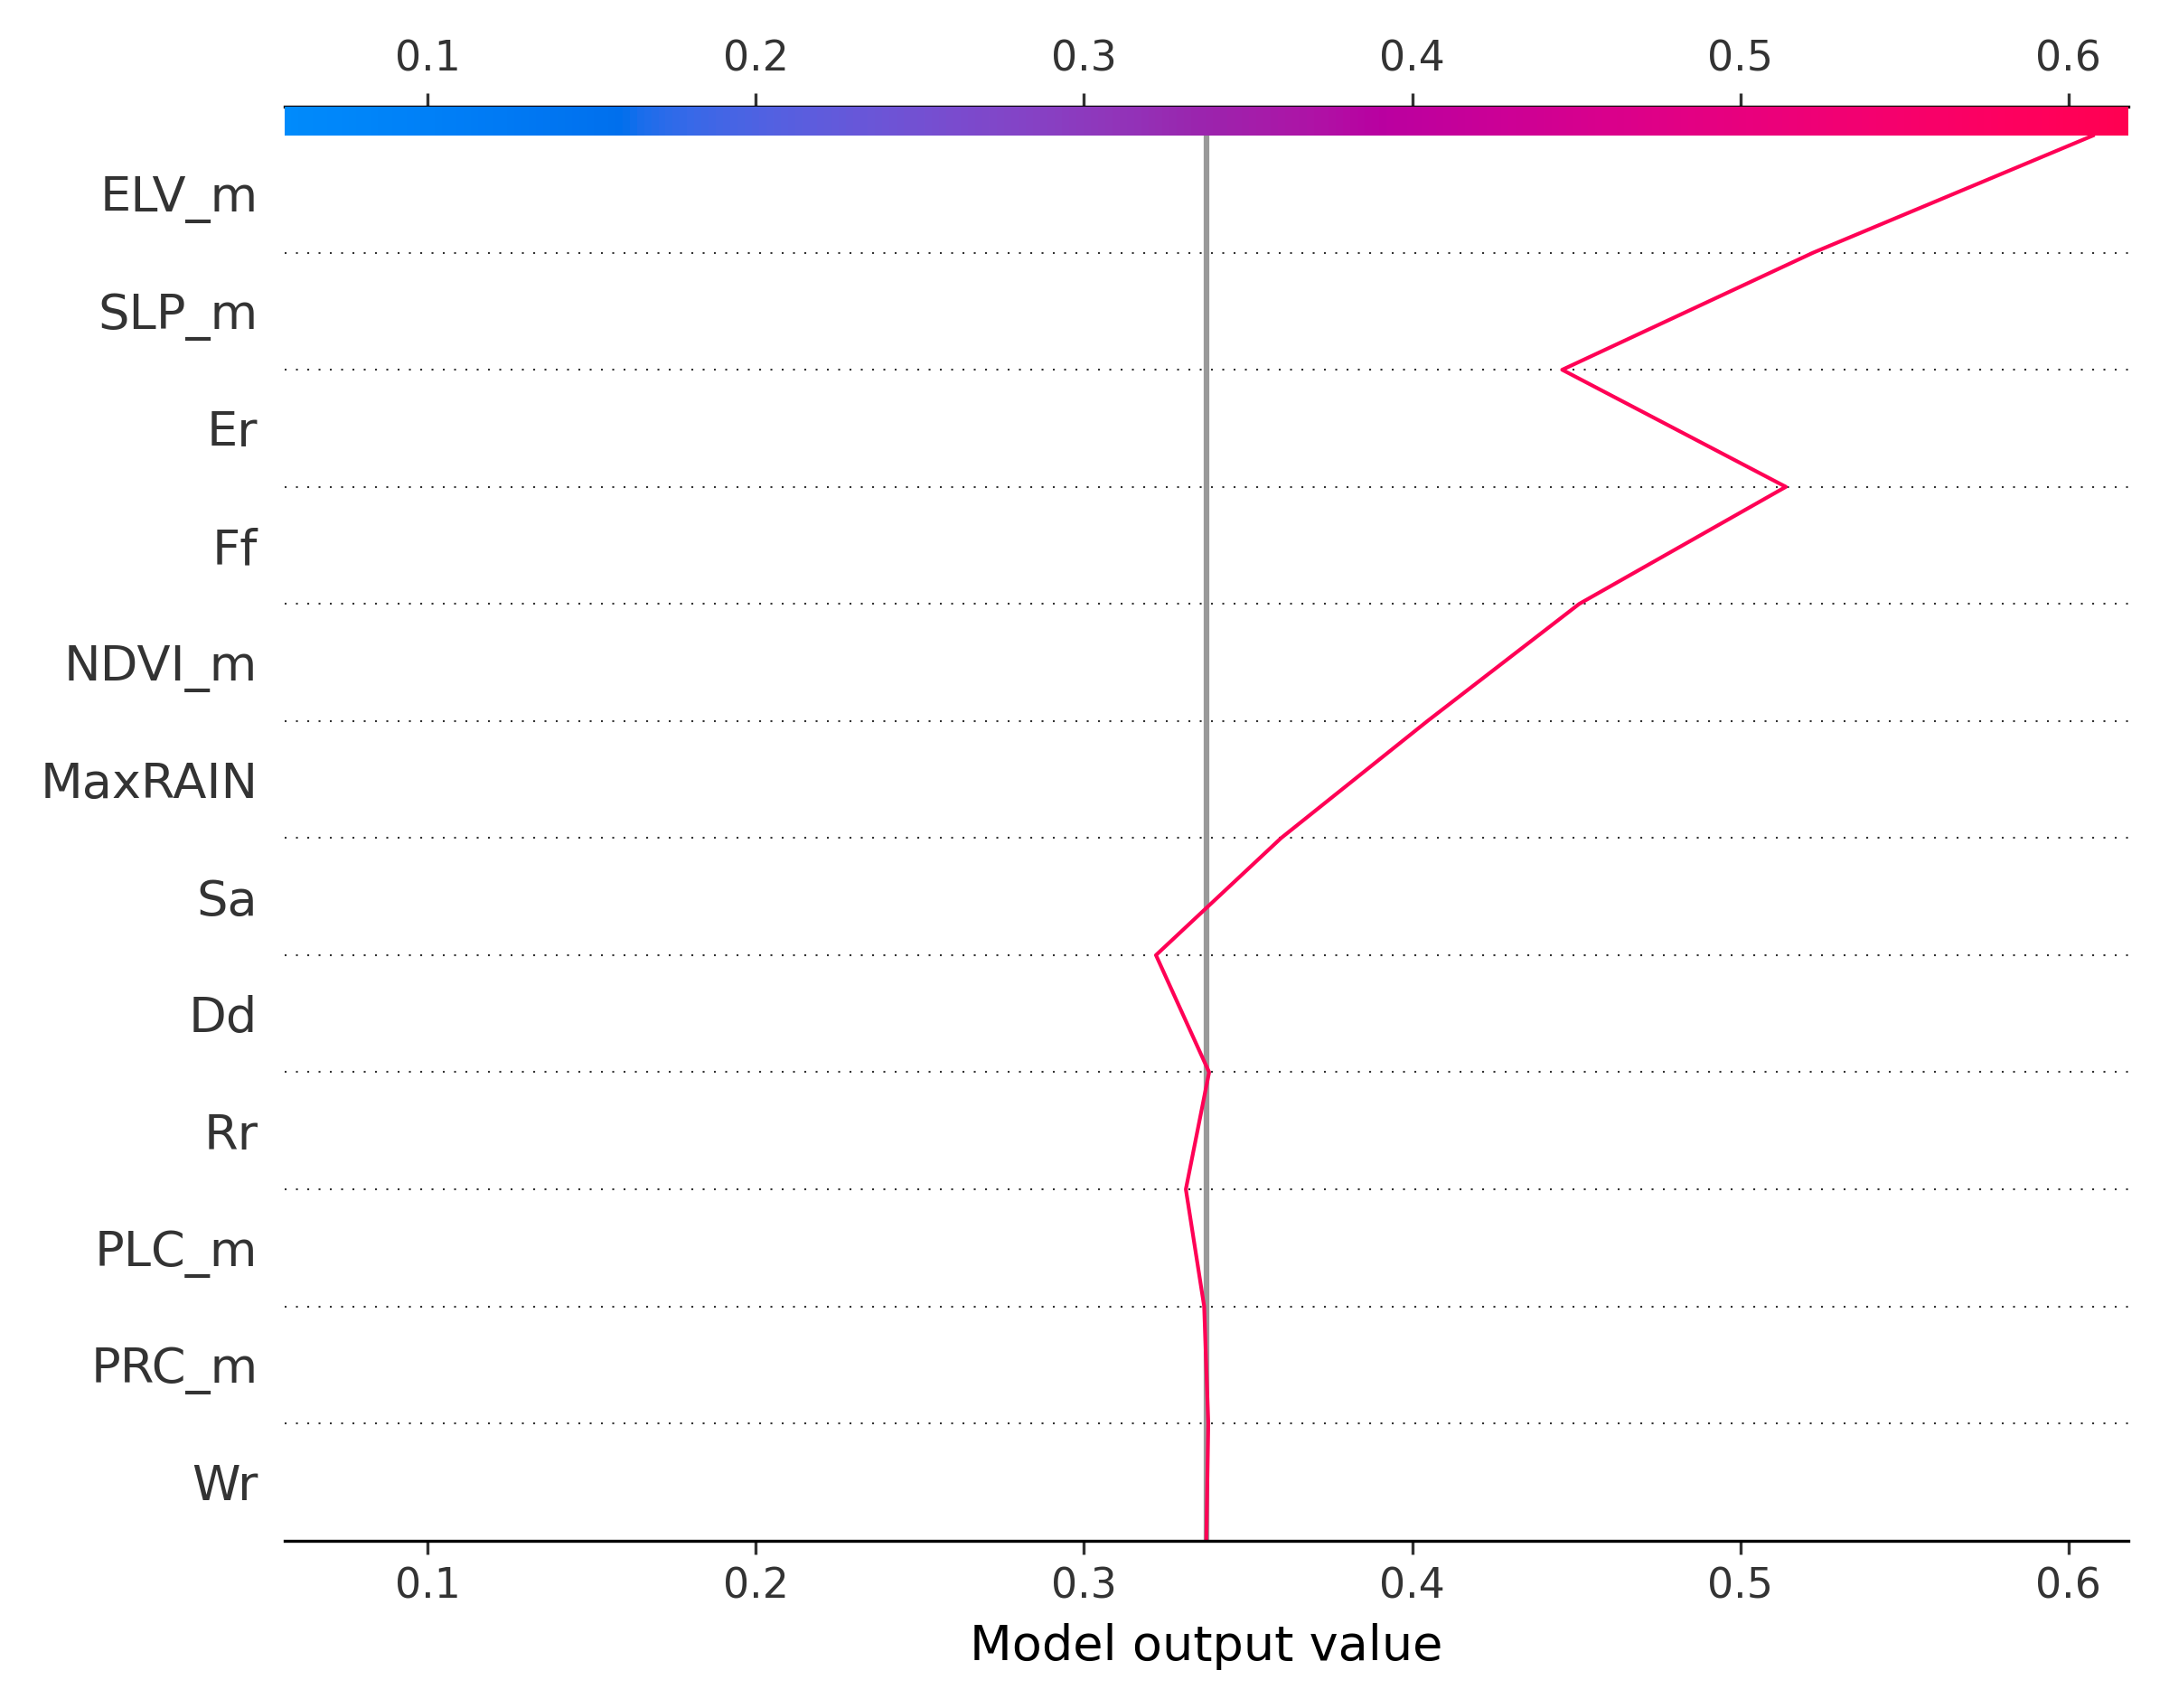 0.1 0.2 0.3 0.4 0.5 0.6
ELV_m
SLP_m
Er
Ff
NDVI_m
MaxRAIN
Sa
Dd
Rr
PLC_m
PRC_m
Wr
0.1 0.2 0.3 0.4 0.5 0.6
Model output value